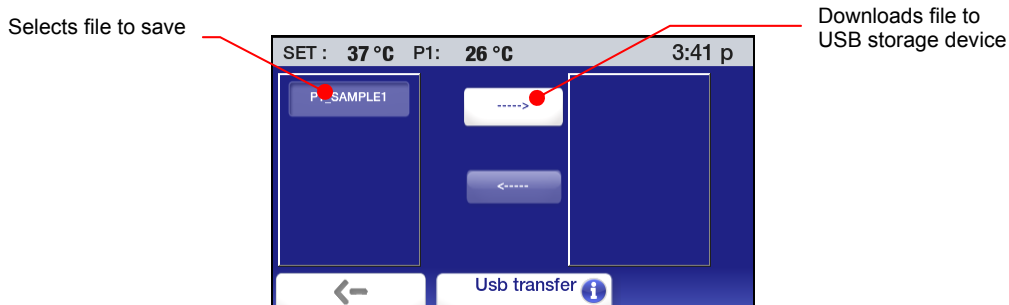 Selects file to save
Downloads file to
USB storage device
SET : 37 °C P1: 26 °C 3:41 p
P1_SAMPLE1
----->
<-----
Usb transfer